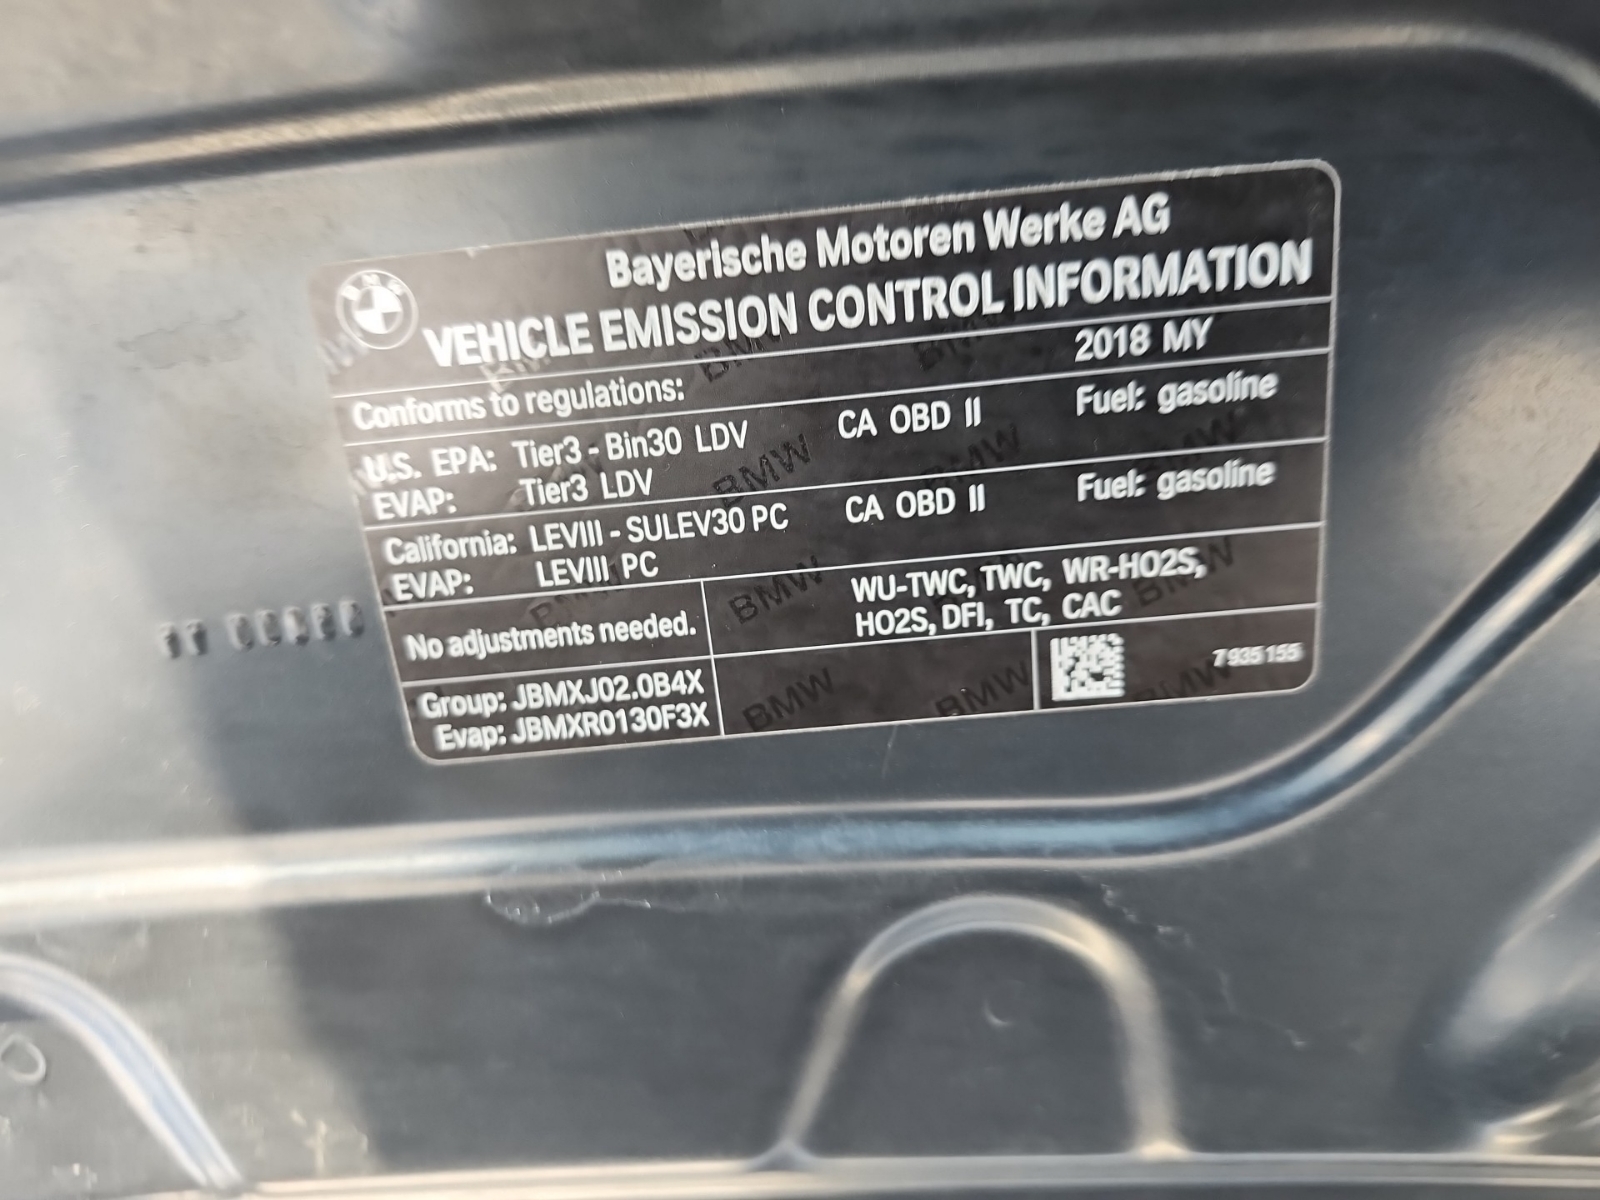 BMW
Bayerische Motoren Werke AG
VEHICLE EMISSION CONTROL INFORMATION
Conforms to regulations: 2018 MY
U.S. EPA: Tier3 - Bin30 LDV CA OBD II Fuel: gasoline
EVAP: Tier3 LDV
California: LEVIII - SULEV30 PC CA OBD II Fuel: gasoline
EVAP: LEVIII PC
No adjustments needed. WU-TWC, TWC, WR-HO2S,
HO2S, DFI, TC, CAC
Group: JBMXJ02.0B4X
Evap: JBMXR0130F3X
7 935 155